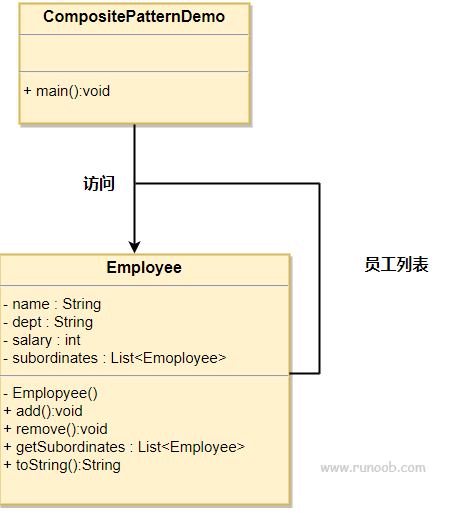 CompositePatternDemo
+ main():void
访问
Employee
员工列表
- name : String
- dept : String
- salary : int
- subordinates : List<Emoployee>
- Emplopyee()
+ add():void
+ remove():void
+ getSubordinates : List<Employee>
+ toString():String
www.runoob.com